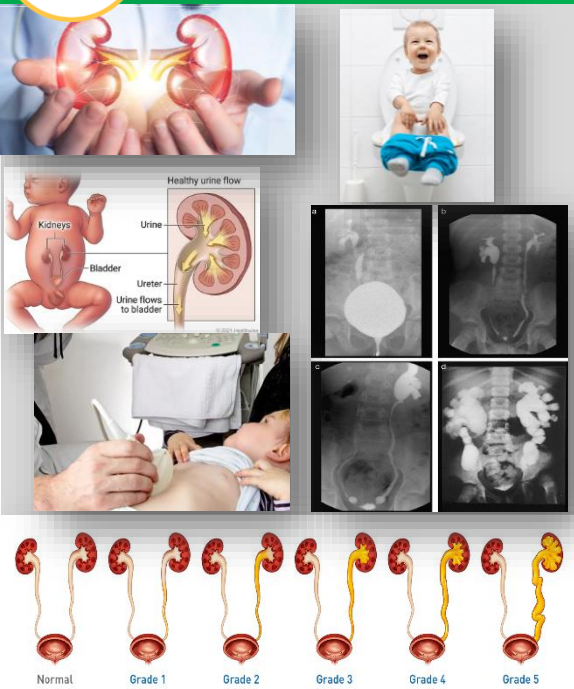 Healthy urine flow
Kidneys
Urine
Bladder
Ureter
Urine flows
to bladder
© 2021 Healthwise
a
b
c
d
Normal
Grade 1
Grade 2
Grade 3
Grade 4
Grade 5